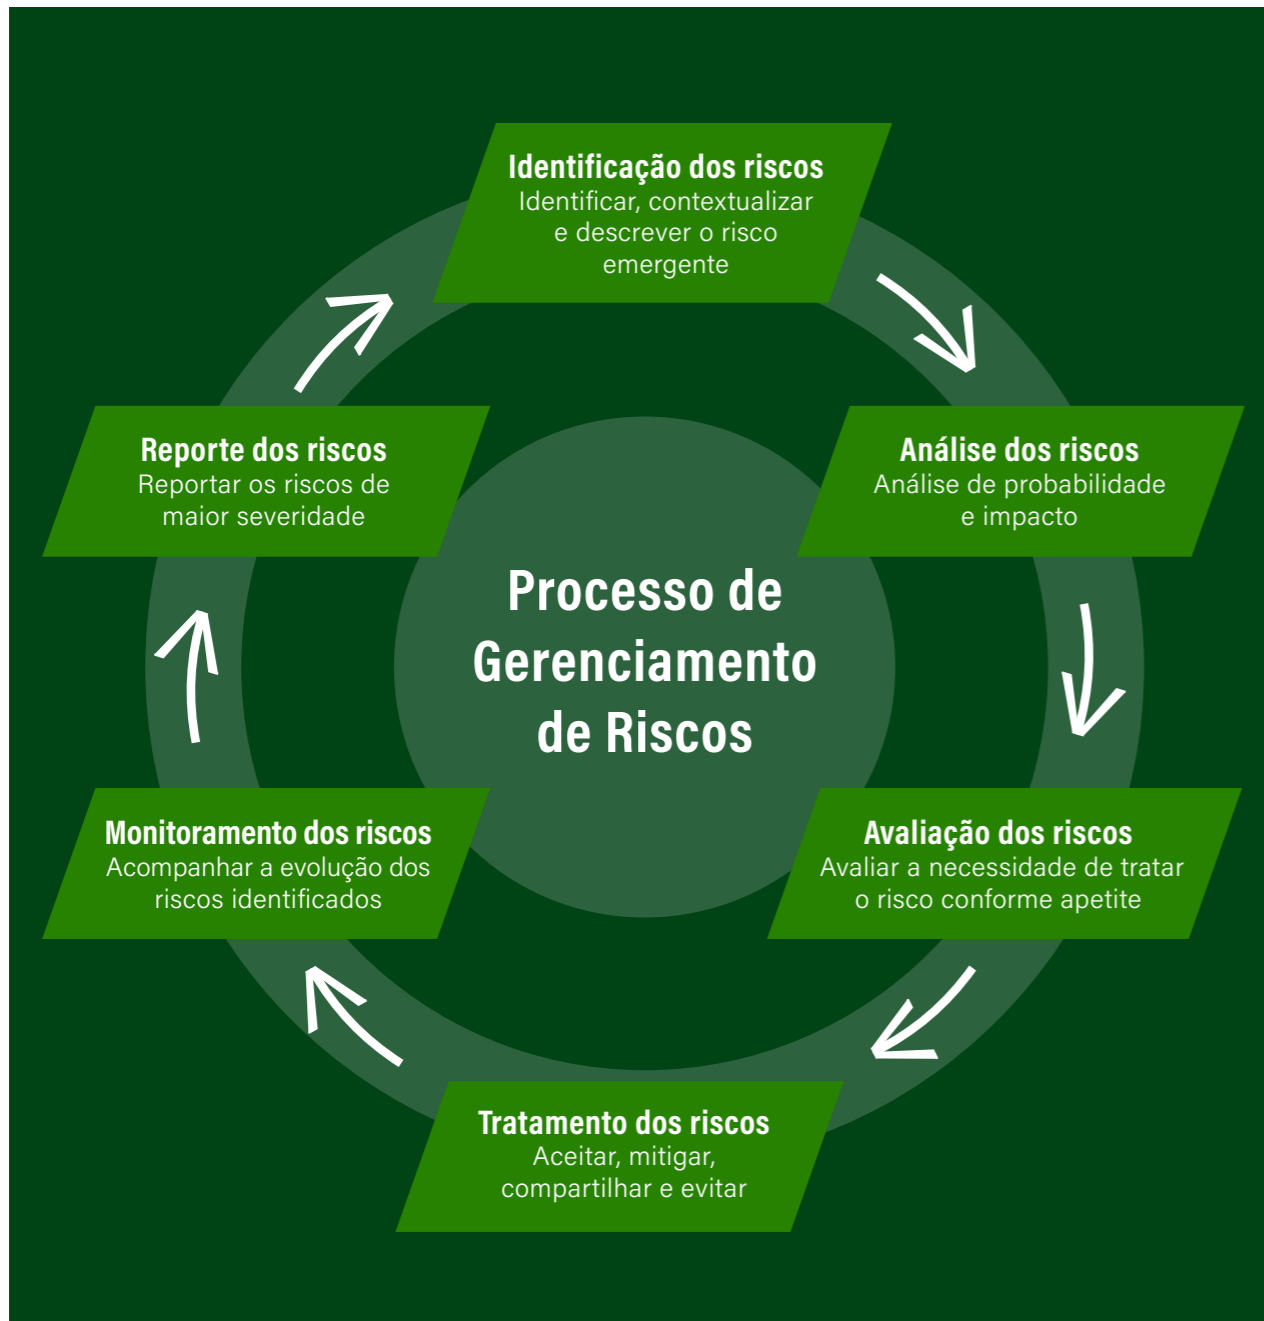 Identificação dos riscos
Identificar, contextualizar
e descrever o risco
emergente
Análise dos riscos
Análise de probabilidade
e impacto
Avaliação dos riscos
Avaliar a necessidade de tratar
o risco conforme apetite
Tratamento dos riscos
Aceitar, mitigar,
compartilhar e evitar
Monitoramento dos riscos
Acompanhar a evolução dos
riscos identificados
Reporte dos riscos
Reportar os riscos de
maior severidade
Processo de
Gerenciamento
de Riscos